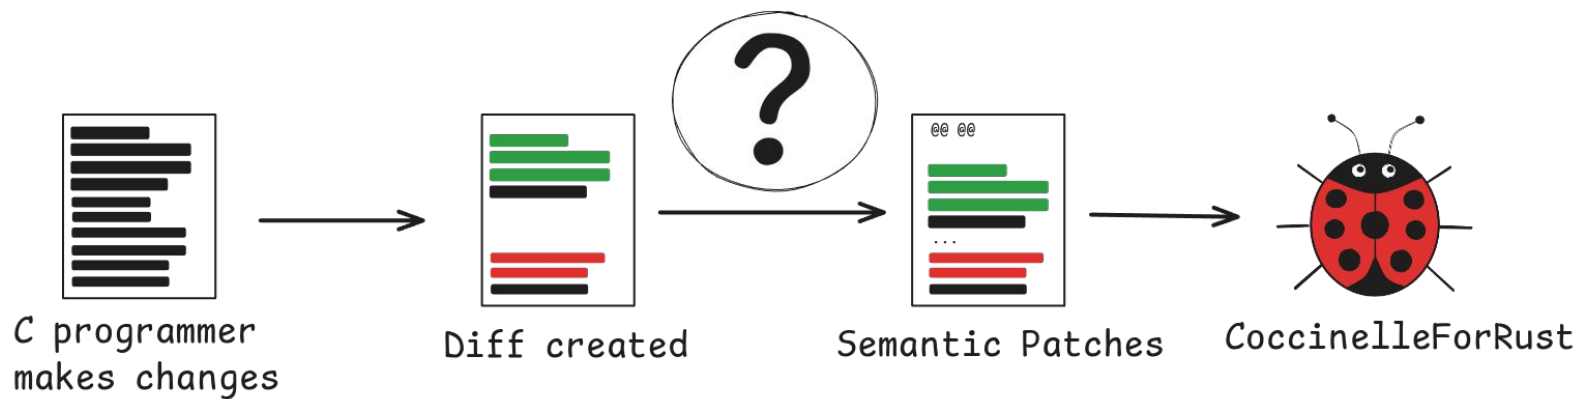 ?
@@ @@
...
C programmer
makes changes
Diff created
Semantic Patches
CoccinelleForRust